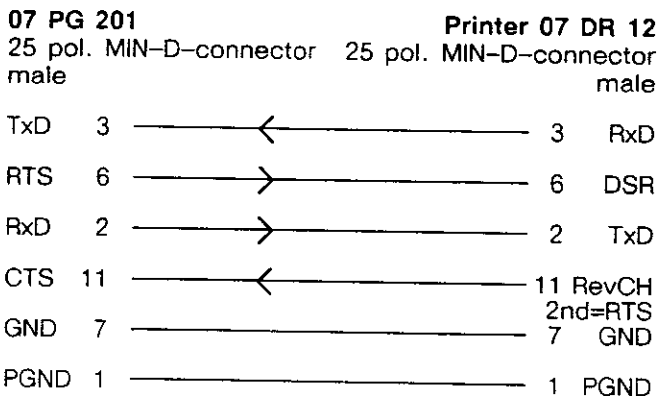 07 PG 201 Printer 07 DR 12
25 pol. MIN-D-connector 25 pol. MIN-D-connector
male male
TxD 3 3 RxD
RTS 6 6 DSR
RxD 2 2 TxD
CTS 11 11 RevCH
2nd=RTS
GND 7 7 GND
PGND 1 1 PGND